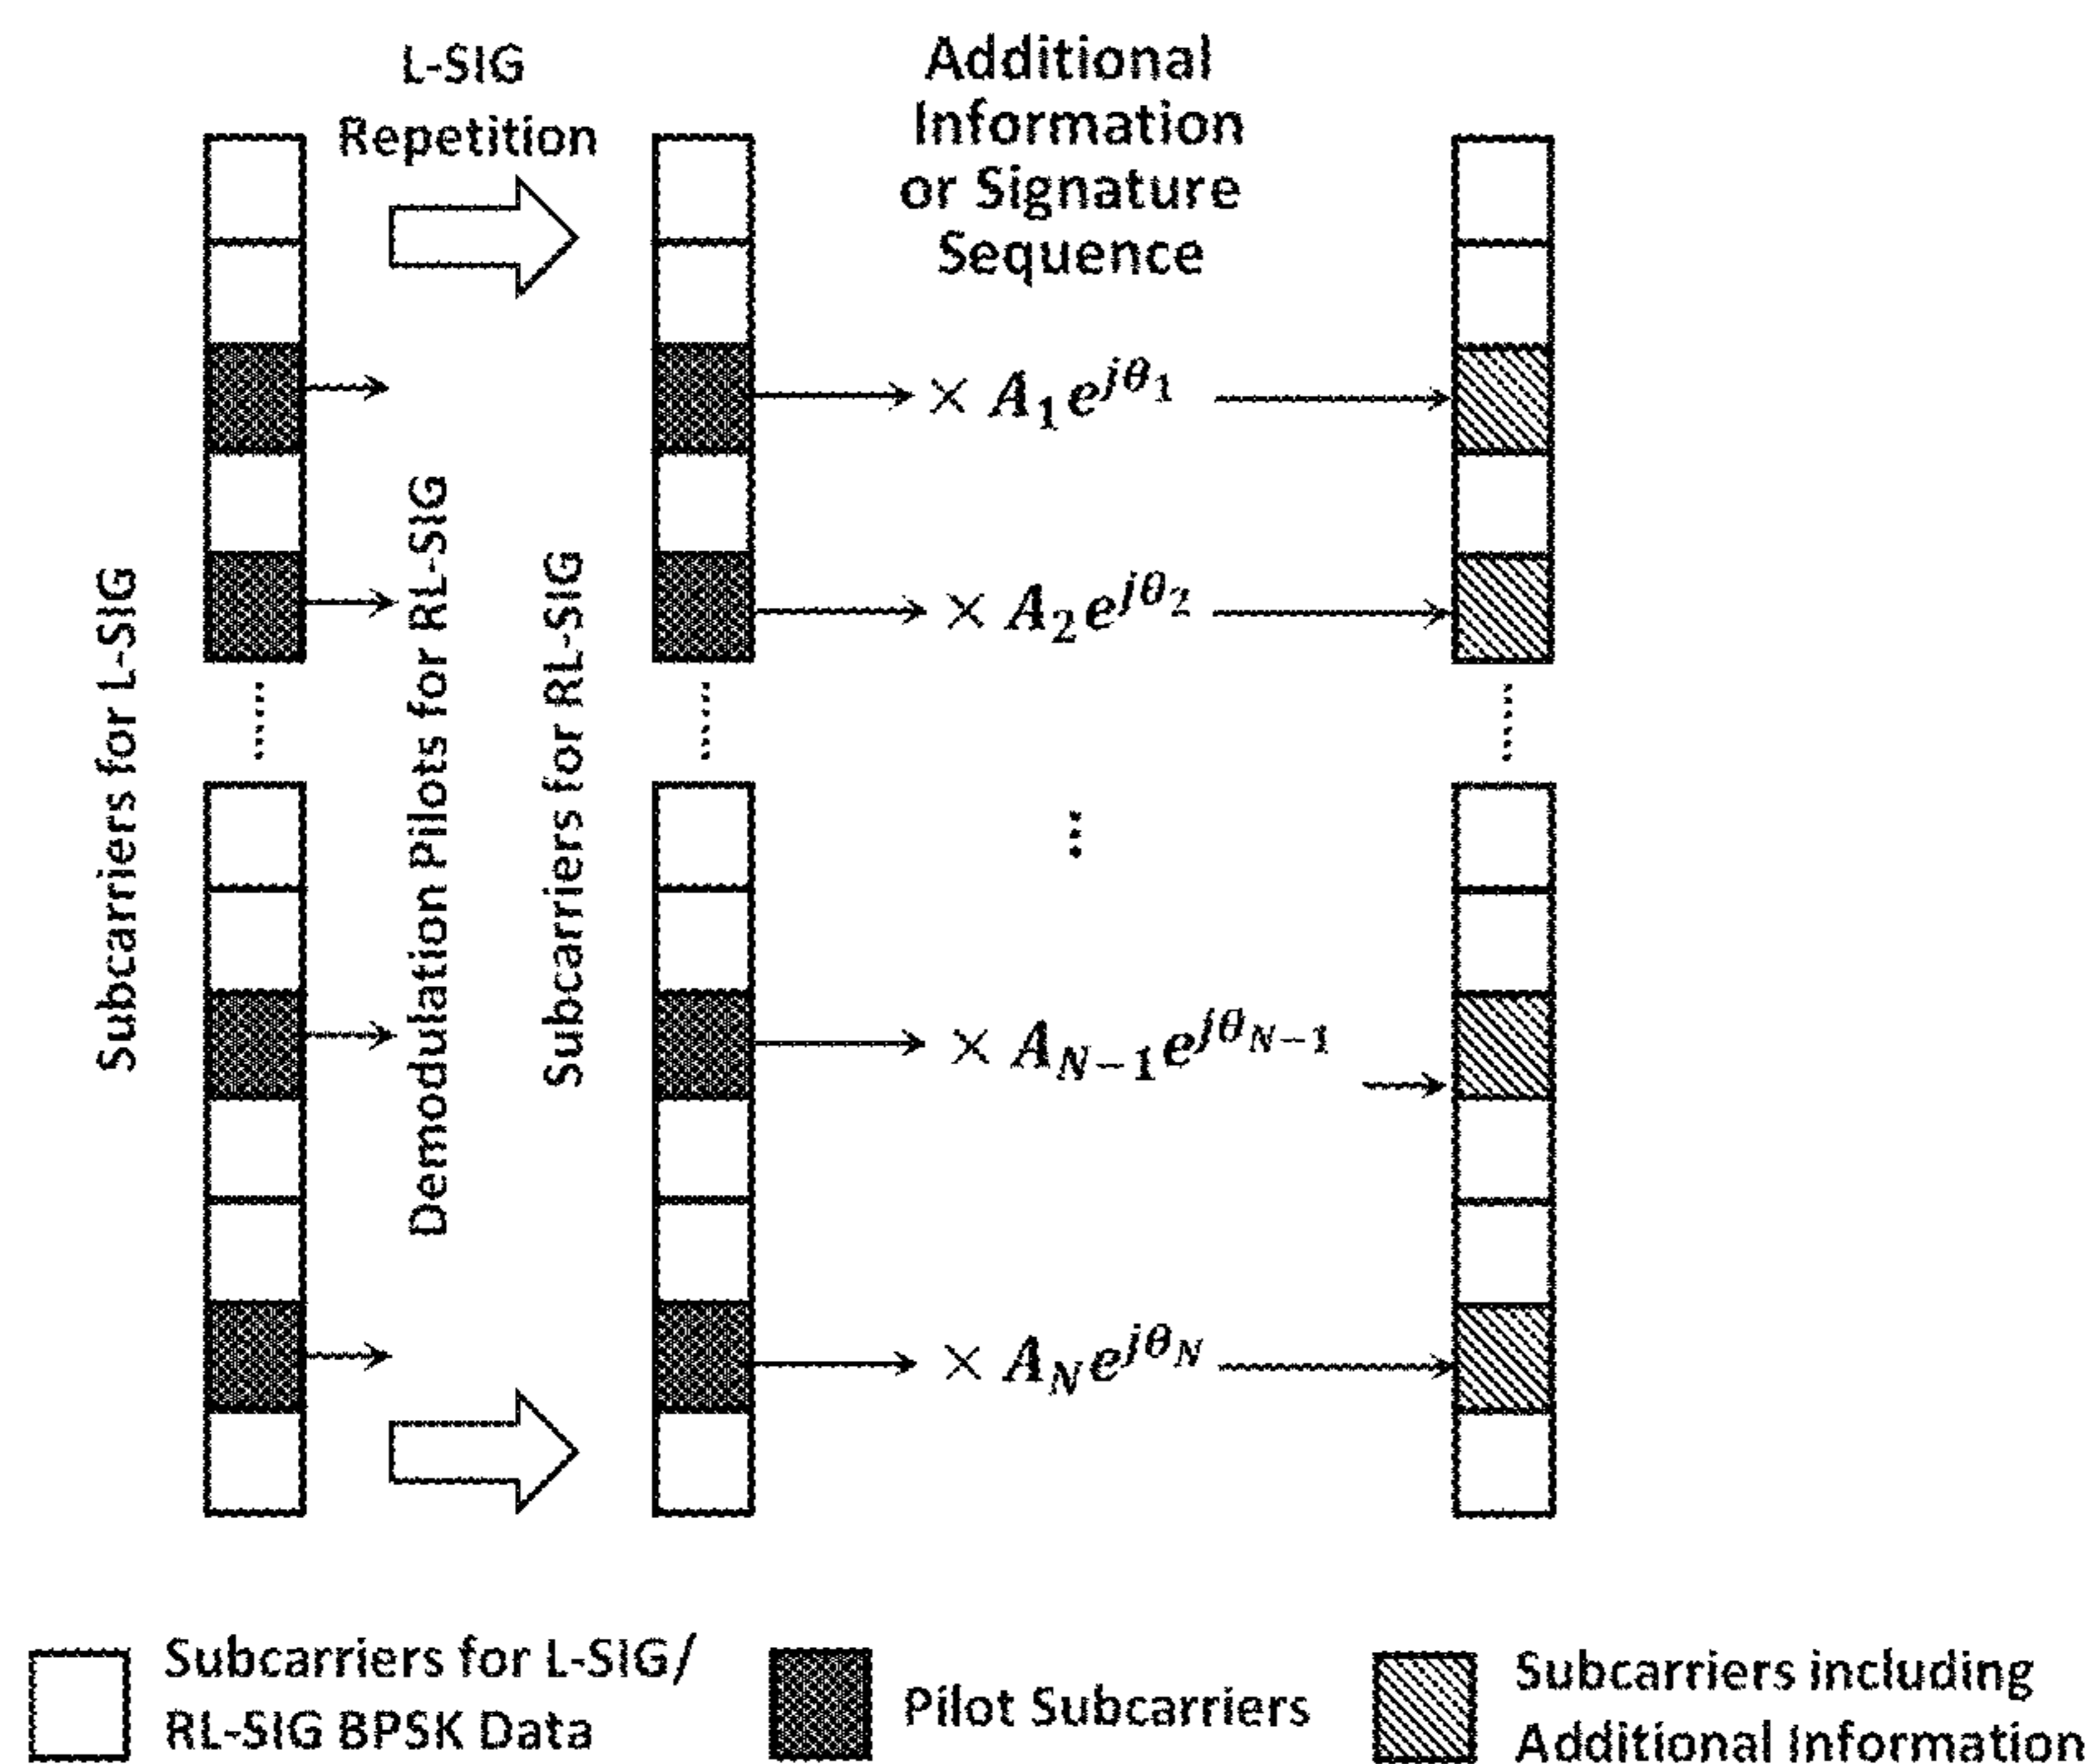 L-SIG
Repetition
Additional
Information
or Signature
Sequence
Subcarriers for L-SIG
Demodulation Pilots for RL-SIG
Subcarriers for RL-SIG
× A₁e^{jθ₁}
× A₂e^{jθ₂}
⋮
× A_{N−1}e^{jθ_{N−1}}
× A_N e^{jθ_N}
Subcarriers for L-SIG/
RL-SIG BPSK Data
Pilot Subcarriers
Subcarriers including
Additional Information